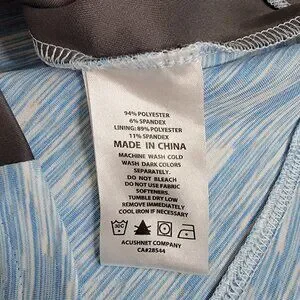 94% POLYESTER
6% SPANDEX
LINING: 89% POLYESTER
11% SPANDEX
MADE IN CHINA
MACHINE WASH COLD
WASH DARK COLORS
SEPARATELY.
DO NOT BLEACH
DO NOT USE FABRIC
SOFTENERS.
TUMBLE DRY LOW
REMOVE IMMEDIATELY
COOL IRON IF NECESSARY
30C
ACUSHNET COMPANY
CA#28544